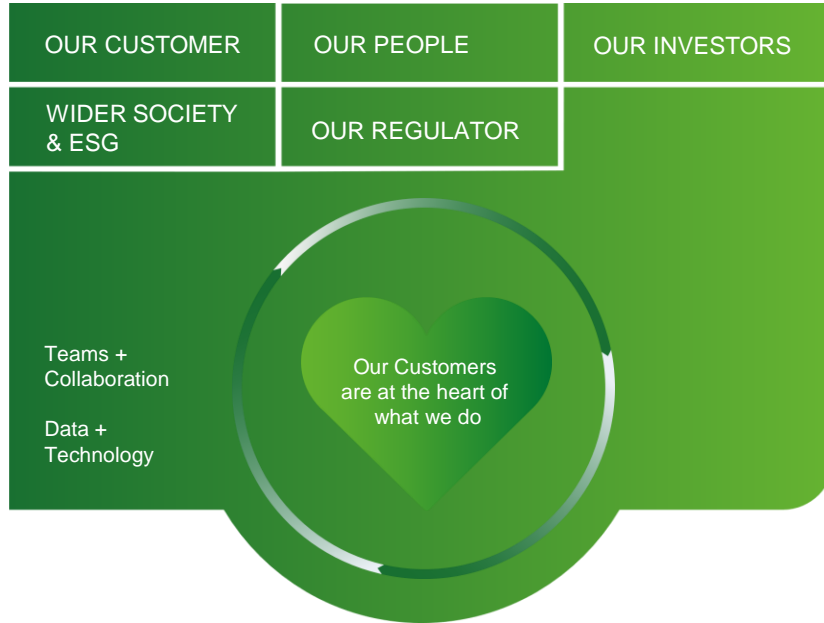 OUR CUSTOMER
OUR PEOPLE
OUR INVESTORS
WIDER SOCIETY
& ESG
OUR REGULATOR
Teams +
Collaboration
Data +
Technology
Our Customers
are at the heart of
what we do